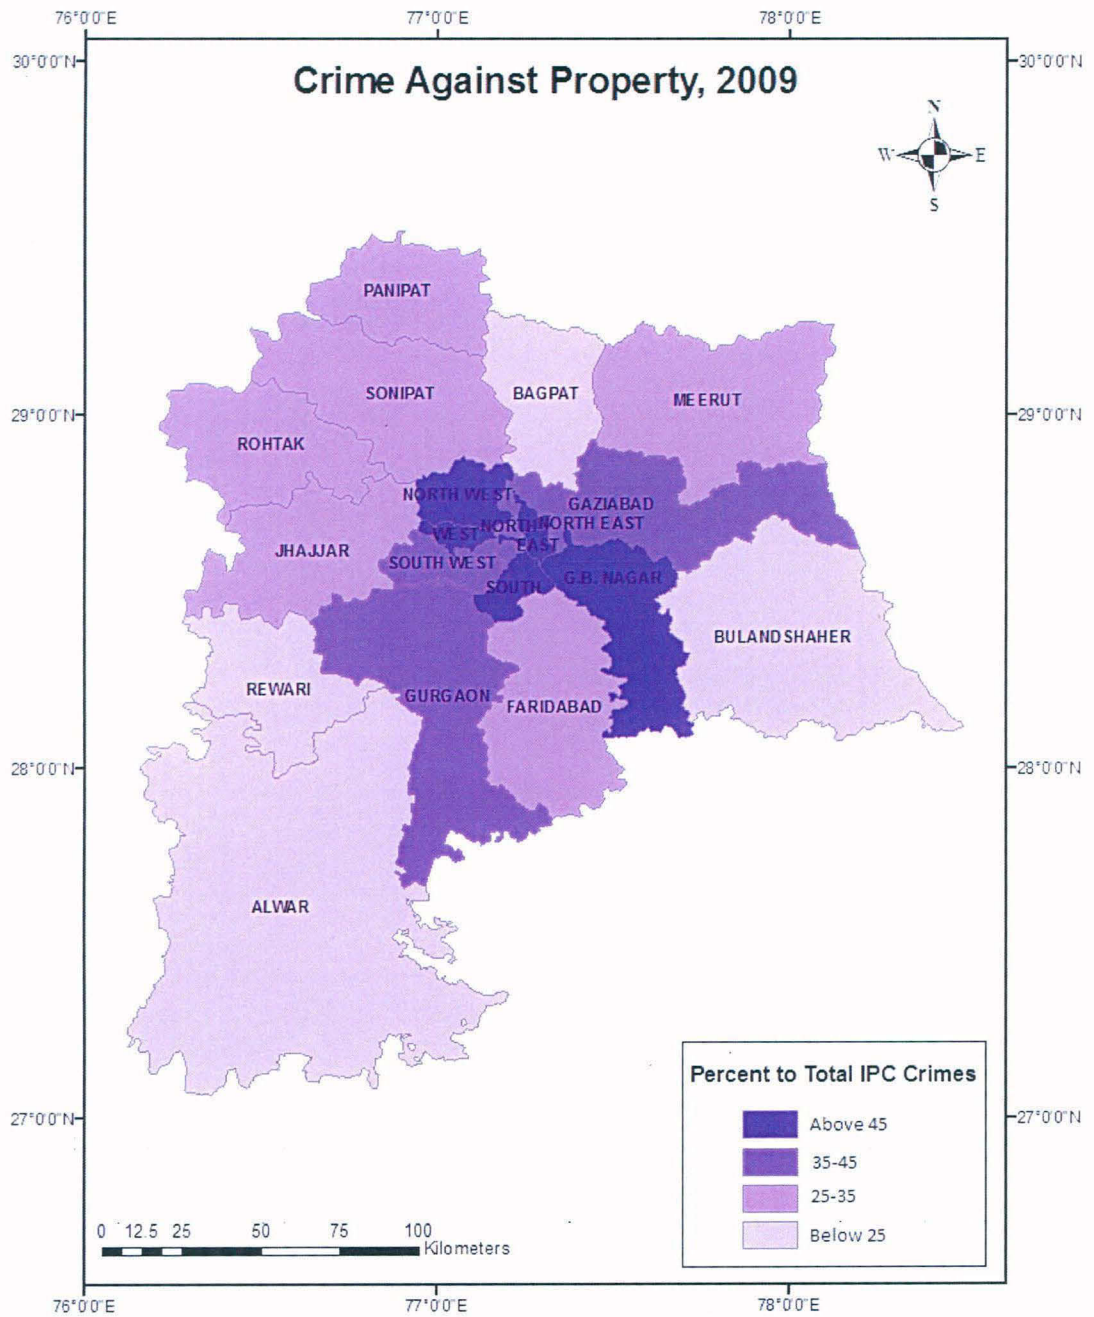 76°0'0"E 77°0'0"E 78°0'0"E
30°0'0"N 30°0'0"N
Crime Against Property, 2009
N
W E
S
PANIPAT
SONIPAT BAGPAT MEERUT
29°0'0"N 29°0'0"N
ROHTAK
NORTH WEST
GAZIABAD
NORTH NORTH EAST
WEST
EAST
JHAJJAR
SOUTH WEST
SOUTH G.B. NAGAR
BULANDSHAHER
REWARI
GURGAON
FARIDABAD
28°0'0"N 28°0'0"N
ALWAR
Percent to Total IPC Crimes
Above 45
35-45
25-35
Below 25
27°0'0"N 27°0'0"N
0 12.5 25 50 75 100
Kilometers
76°0'0"E 77°0'0"E 78°0'0"E